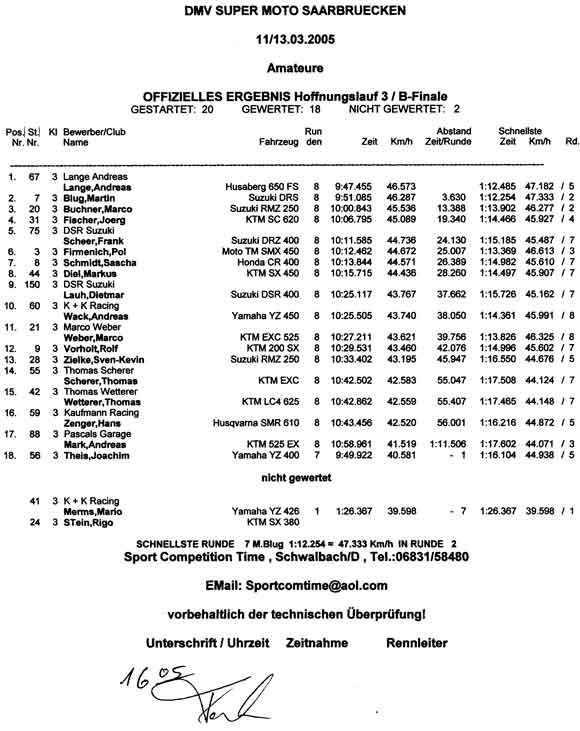 DMV SUPER MOTO SAARBRUECKEN
11/13.03.2005
Amateure
OFFIZIELLES ERGEBNIS Hoffnungslauf 3 / B-Finale
GESTARTET: 20 GEWERTET: 18 NICHT GEWERTET: 2
Pos. St. Kl Bewerber/Club Run Abstand Schnellste
Nr. Nr. Name Fahrzeug den Zeit Km/h Zeit/Runde Zeit Km/h Rd.
1. 67 3 Lange Andreas
Lange,Andreas Husaberg 650 FS 8 9:47.455 46.573 1:12.485 47.182 / 5
2. 7 3 Blug,Martin Suzuki DRS 8 9:51.085 46.287 3.630 1:12.254 47.333 / 2
3. 20 3 Buchner,Marco Suzuki RMZ 250 8 10:00.843 45.536 13.388 1:13.902 46.277 / 2
4. 31 3 Fischer,Joerg KTM SC 620 8 10:06.795 45.089 19.340 1:14.466 45.927 / 4
5. 75 3 DSR Suzuki
Scheer,Frank Suzuki DRZ 400 8 10:11.585 44.736 24.130 1:15.185 45.487 / 7
6. 3 3 Firmenich,Pol Moto TM SMX 450 8 10:12.462 44.672 25.007 1:13.369 46.613 / 3
7. 8 3 Schmidt,Sascha Honda CR 400 8 10:13.844 44.571 26.389 1:14.982 45.610 / 7
8. 44 3 Diel,Markus KTM SX 450 8 10:15.715 44.436 28.260 1:14.497 45.907 / 7
9. 150 3 DSR Suzuki
Lauh,Dietmar Suzuki DSR 400 8 10:25.117 43.767 37.662 1:15.726 45.162 / 7
10. 60 3 K + K Racing
Wack,Andreas Yamaha YZ 450 8 10:25.505 43.740 38.050 1:14.361 45.991 / 8
11. 21 3 Marco Weber
Weber,Marco KTM EXC 525 8 10:27.211 43.621 39.756 1:13.826 46.325 / 8
12. 9 3 Vorholt,Rolf KTM 200 SX 8 10:29.531 43.460 42.076 1:14.996 45.602 / 7
13. 28 3 Zielke,Sven-Kevin Suzuki RMZ 250 8 10:33.402 43.195 45.947 1:16.550 44.676 / 5
14. 55 3 Thomas Scherer
Scherer,Thomas KTM EXC 8 10:42.502 42.583 55.047 1:17.508 44.124 / 7
15. 42 3 Thomas Wetterer
Wetterer,Thomas KTM LC4 625 8 10:42.862 42.559 55.407 1:17.465 44.148 / 7
16. 59 3 Kaufmann Racing
Zenger,Hans Husqvarna SMR 610 8 10:43.456 42.520 56.001 1:16.216 44.872 / 5
17. 88 3 Pascals Garage
Mark,Andreas KTM 525 EX 8 10:58.961 41.519 1:11.506 1:17.602 44.071 / 3
18. 56 3 Theis,Joachim Yamaha YZ 400 7 9:49.922 40.581 - 1 1:16.104 44.938 / 5
nicht gewertet
41 3 K + K Racing
Merms,Mario Yamaha YZ 426 1 1:26.367 39.598 - 7 1:26.367 39.598 / 1
24 3 STein,Rigo KTM SX 380
SCHNELLSTE RUNDE 7 M.Blug 1:12.254 = 47.333 Km/h IN RUNDE 2
Sport Competition Time , Schwalbach/D , Tel.:06831/58480
EMail: Sportcomtime@aol.com
vorbehaltlich der technischen Überprüfung!
Unterschrift / Uhrzeit Zeitnahme Rennleiter
16 05